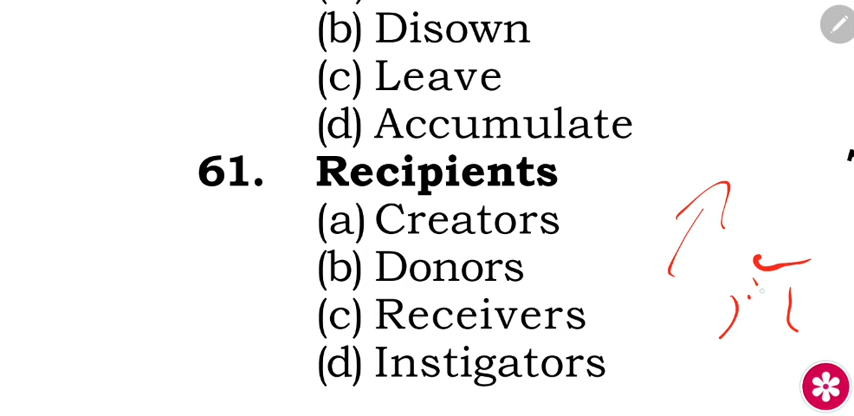 (b) Disown
(c) Leave
(d) Accumulate
61. Recipients
(a) Creators
(b) Donors
(c) Receivers
(d) Instigators